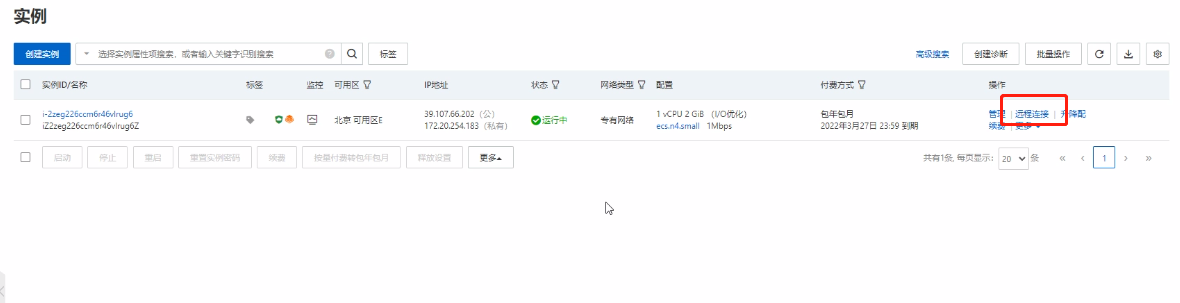 实例
创建实例 选择实例属性项搜索，或者输入关键字识别搜索 标签 高级搜索 创建诊断 批量操作
实例ID/名称 标签 监控 可用区 IP地址 状态 网络类型 配置 付费方式 操作
i-2zeg226ccm6r46vlrug6 39.107.66.202（公） 1 vCPU 2 GiB （I/O优化） 包年包月 管理 | 远程连接 | 升降配
iZ2zeg226ccm6r46vlrug6Z 北京 可用区E 172.20.254.183（私有） 运行中 专有网络 ecs.n4.small 1Mbps 2022年3月27日 23:59 到期 续费 | 更多
启动 停止 重启 重置实例密码 续费 按量付费转包年包月 释放设置 更多 共有1条, 每页显示: 20 条 « ‹ 1 › »